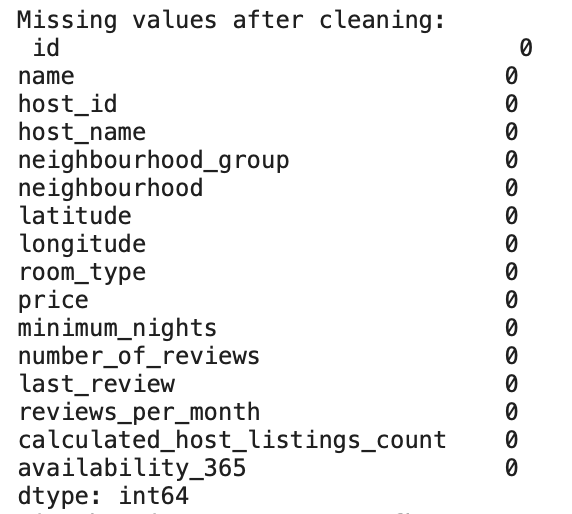 Missing values after cleaning:
 id                                0
name                              0
host_id                           0
host_name                         0
neighbourhood_group               0
neighbourhood                     0
latitude                          0
longitude                         0
room_type                         0
price                             0
minimum_nights                    0
number_of_reviews                 0
last_review                       0
reviews_per_month                 0
calculated_host_listings_count    0
availability_365                  0
dtype: int64